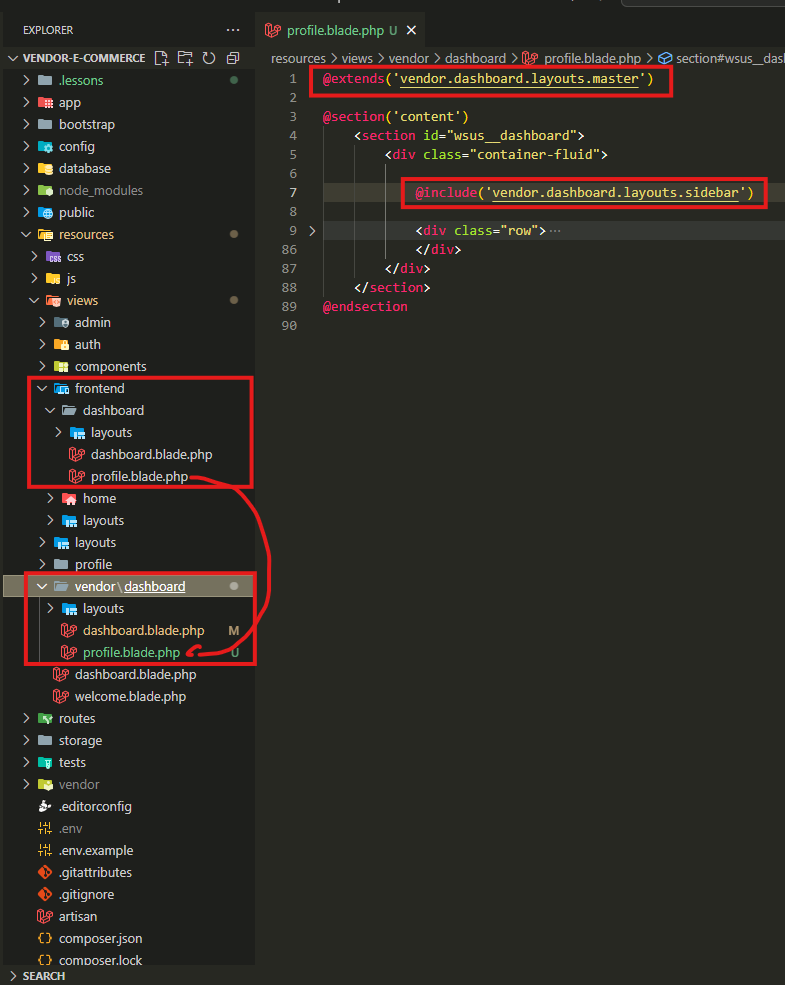 EXPLORER
VENDOR-E-COMMERCE
.lessons
app
bootstrap
config
database
node_modules
public
resources
css
js
views
admin
auth
components
frontend
dashboard
layouts
dashboard.blade.php
profile.blade.php
home
layouts
layouts
profile
vendor\dashboard
layouts
dashboard.blade.php M
profile.blade.php U
dashboard.blade.php
welcome.blade.php
routes
storage
tests
vendor
.editorconfig
.env
.env.example
.gitattributes
.gitignore
artisan
composer.json
composer.lock
SEARCH
profile.blade.php U
resources > views > vendor > dashboard > profile.blade.php > section#wsus__das
1 @extends('vendor.dashboard.layouts.master')
2
3 @section('content')
4 <section id="wsus__dashboard">
5 <div class="container-fluid">
6
7 @include('vendor.dashboard.layouts.sidebar')
8
9 <div class="row">…
86 </div>
87 </div>
88 </section>
89 @endsection
90